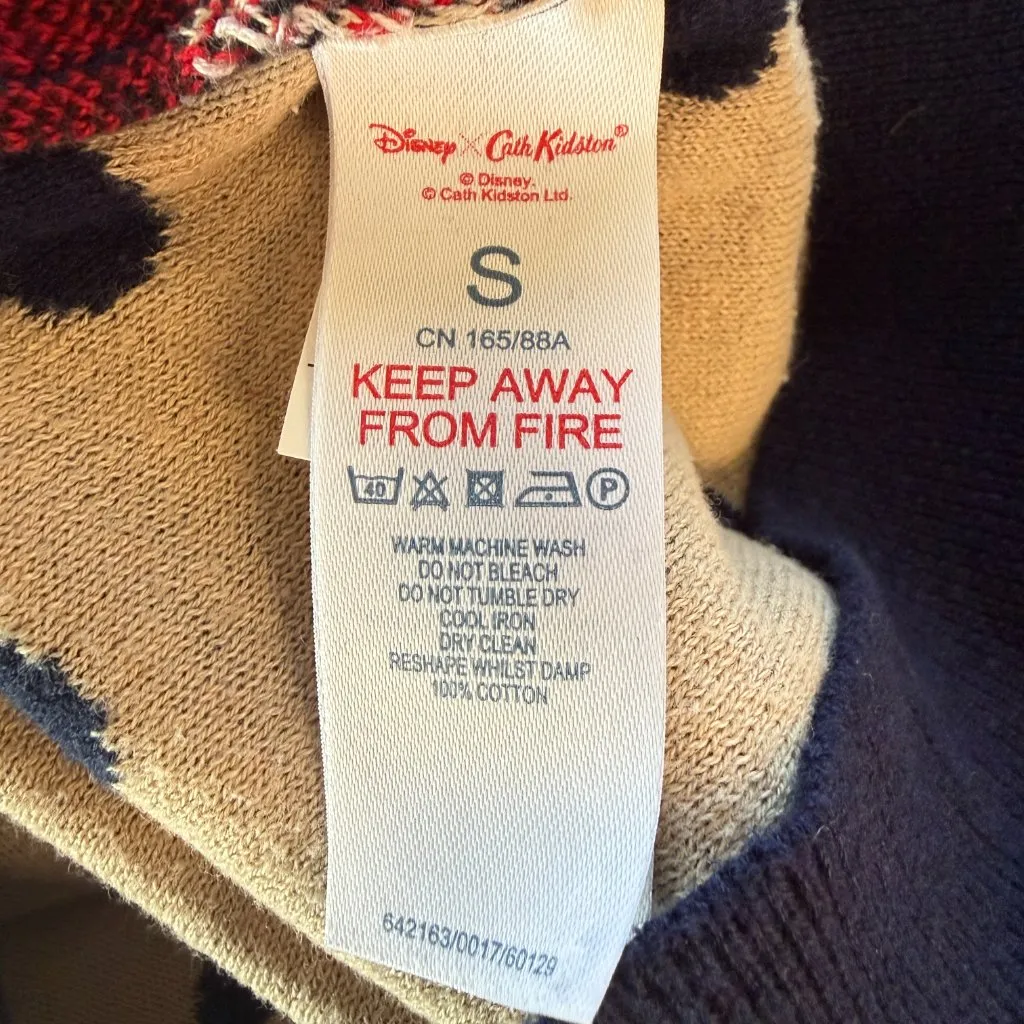 Disney × Cath Kidston®
© Disney.
© Cath Kidston Ltd.
S
CN 165/88A
KEEP AWAY
FROM FIRE
40 P
WARM MACHINE WASH
DO NOT BLEACH
DO NOT TUMBLE DRY
COOL IRON
DRY CLEAN
RESHAPE WHILST DAMP
100% COTTON
642163/0017/60129